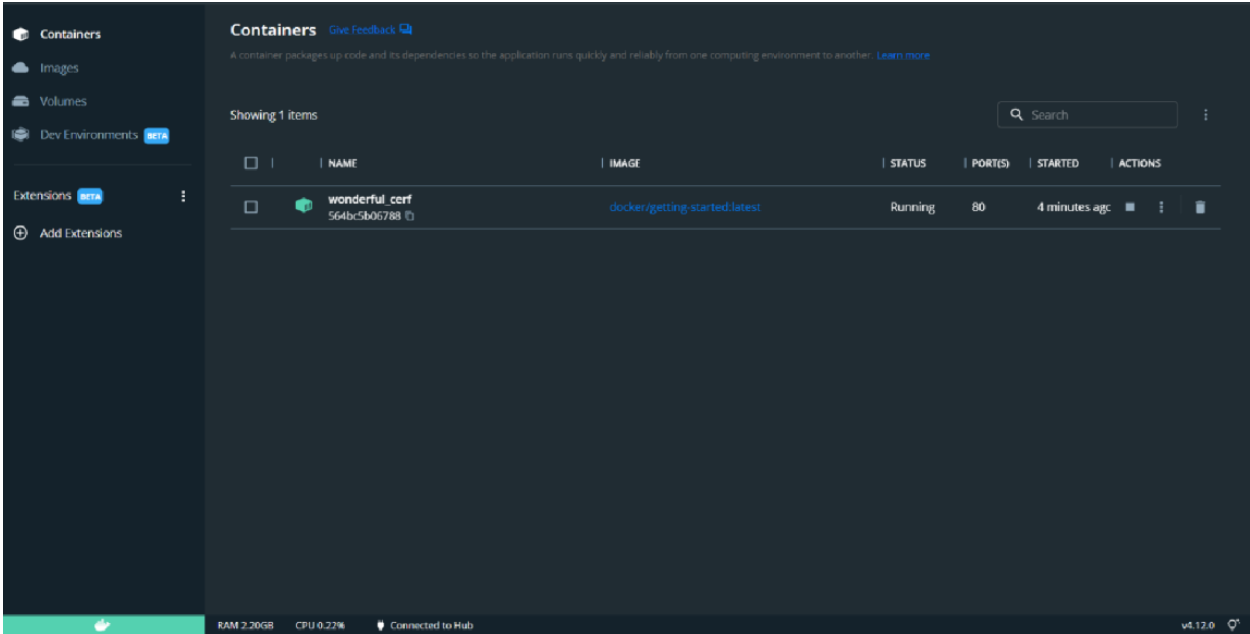 Containers
Images
Volumes
Dev Environments BETA
Extensions BETA
Add Extensions
Containers Give Feedback
A container packages up code and its dependencies so the application runs quickly and reliably from one computing environment to another. Learn more
Showing 1 items
Search
NAME IMAGE STATUS PORT(S) STARTED ACTIONS
wonderful_cerf
564bc5b06788
docker/getting-started:latest Running 80 4 minutes agc
RAM 2.20GB CPU 0.22% Connected to Hub v4.12.0